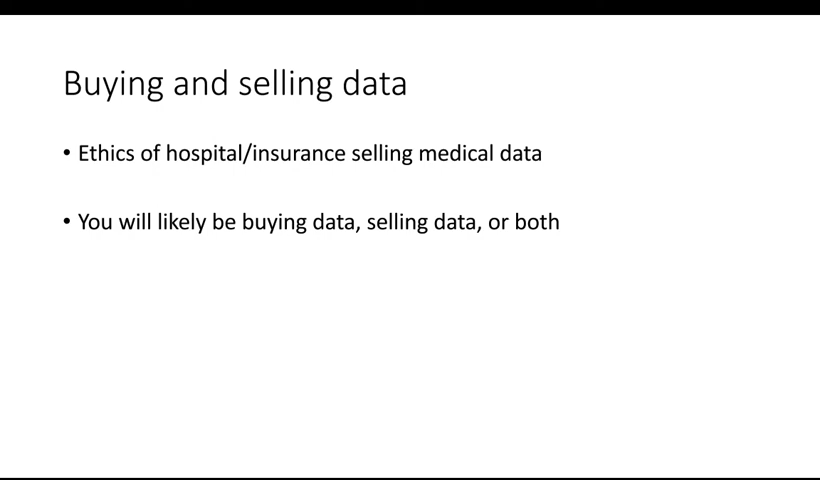 Buying and selling data
• Ethics of hospital/insurance selling medical data
• You will likely be buying data, selling data, or both